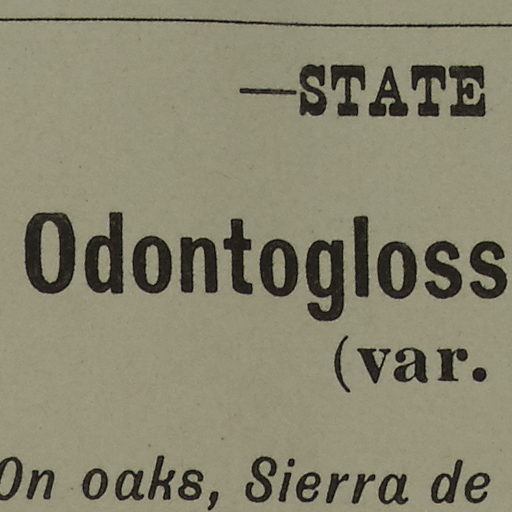 —STATE
Odontogloss
(var.
On oaks, Sierra de